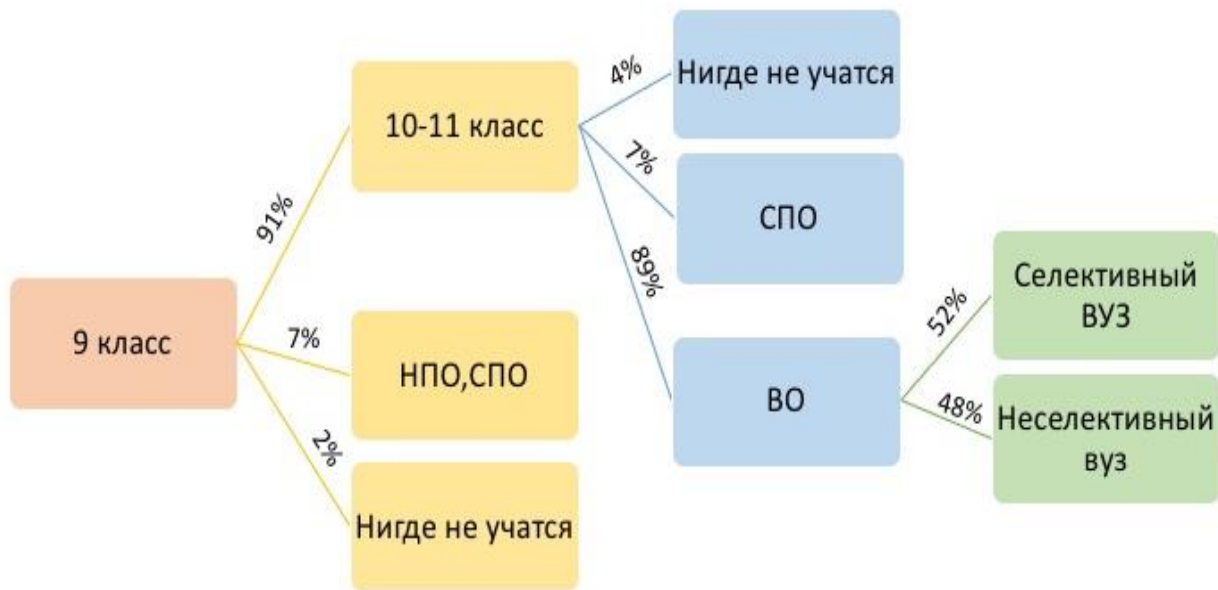 9 класс
91%
7%
2%
10-11 класс
НПО,СПО
Нигде не учатся
4%
7%
89%
Нигде не учатся
СПО
ВО
52%
48%
Селективный
ВУЗ
Неселективный
вуз